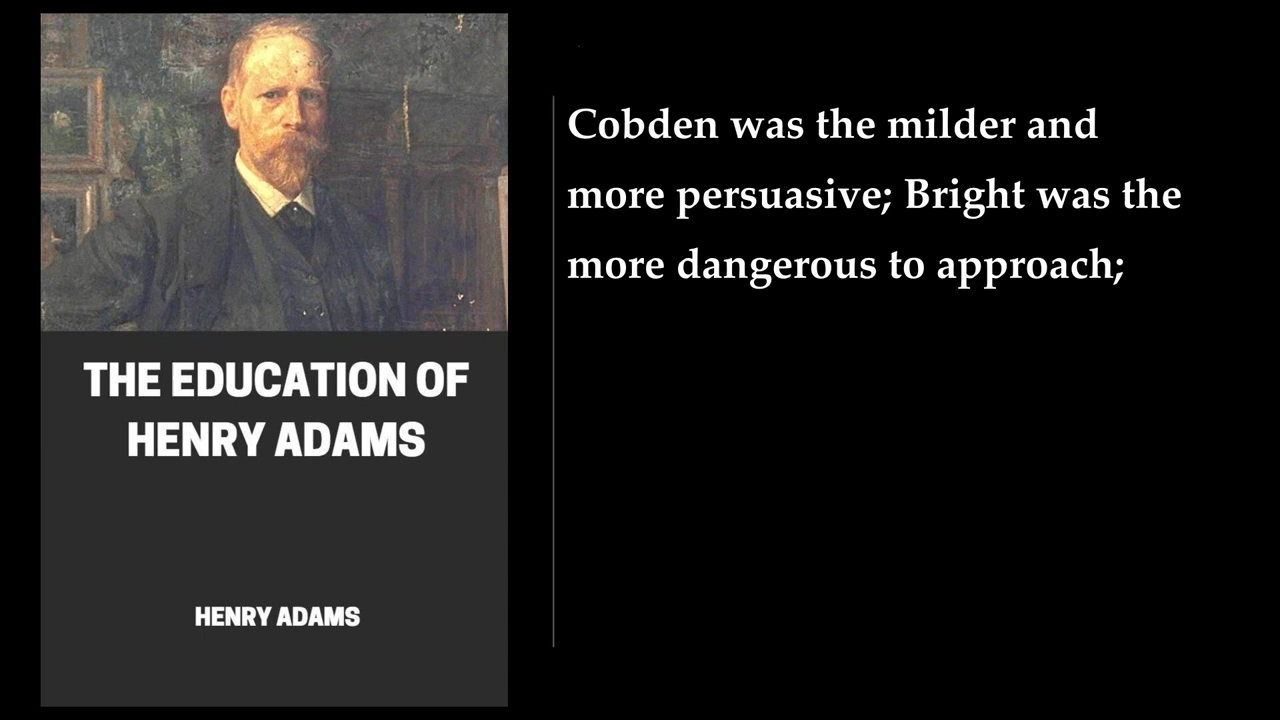 THE EDUCATION OF
HENRY ADAMS
HENRY ADAMS
Cobden was the milder and
more persuasive; Bright was the
more dangerous to approach;